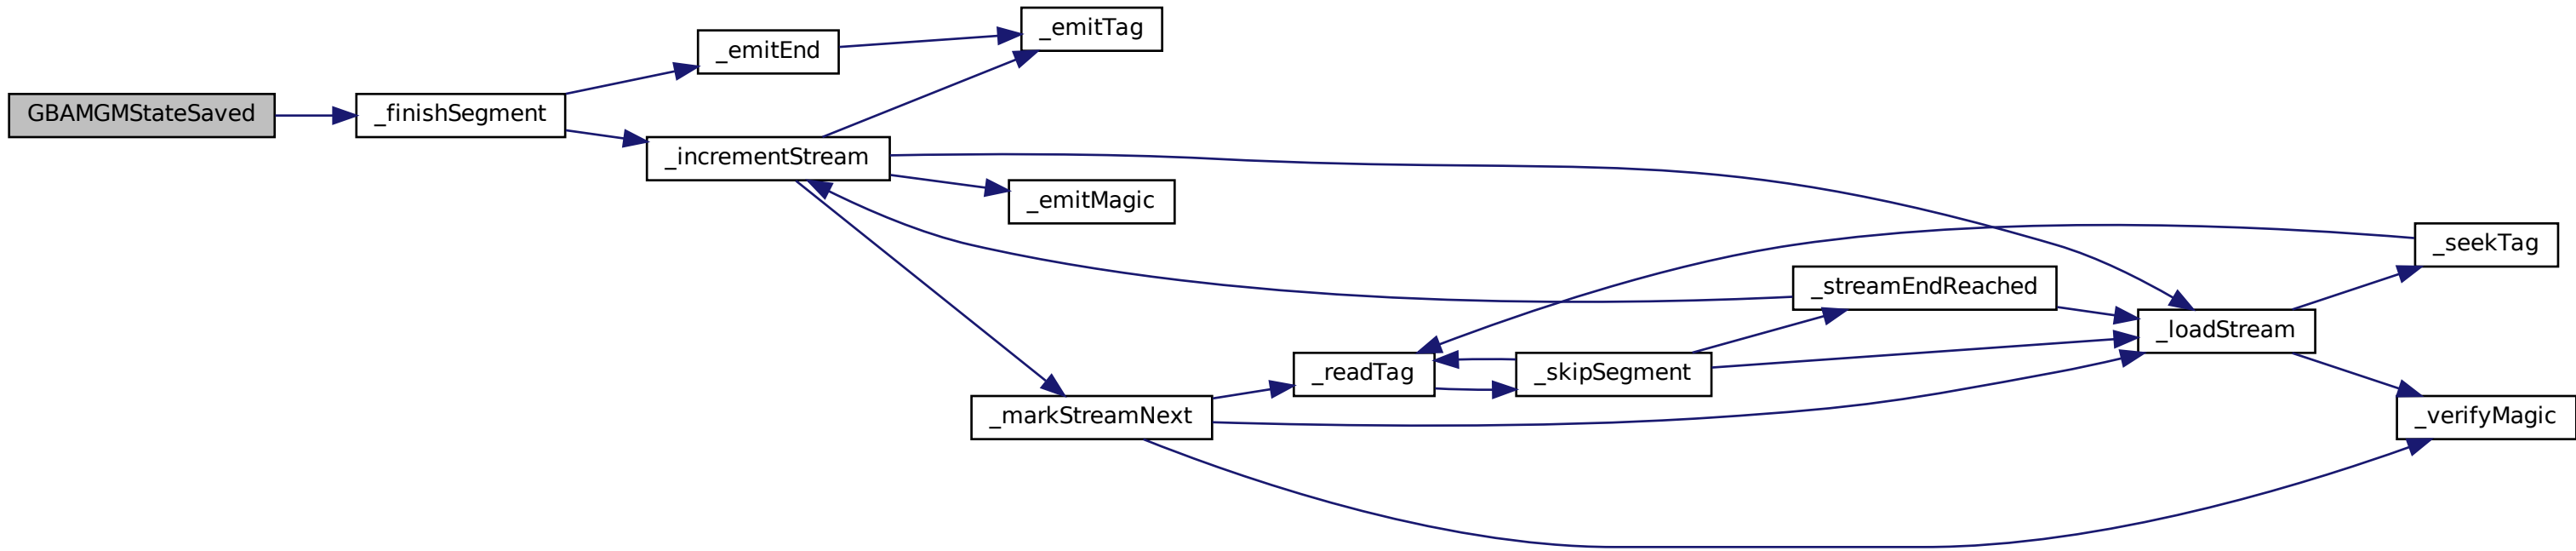 _emitTag
_emitEnd
GBAMGMStateSaved
_finishSegment
_incrementStream
_emitMagic
_seekTag
_streamEndReached
_loadStream
_readTag
_skipSegment
_markStreamNext
_verifyMagic